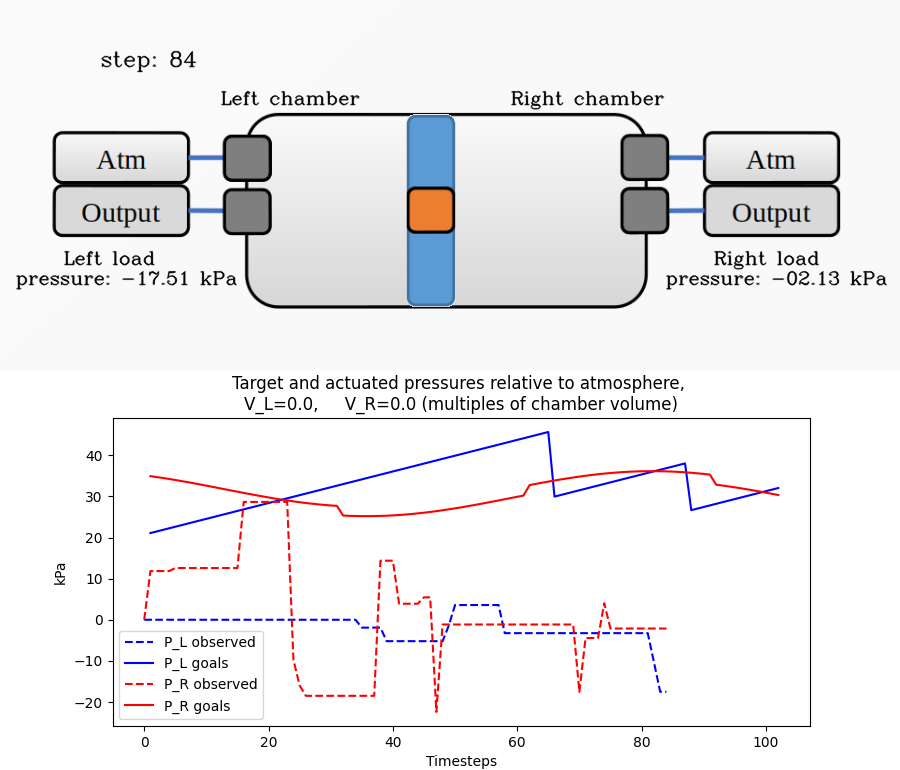 step: 84
Left chamber
Right chamber
Atm
Atm
Output
Output
Left load
pressure: -17.51 kPa
Right load
pressure: -02.13 kPa
Target and actuated pressures relative to atmosphere,
V_L=0.0, V_R=0.0 (multiples of chamber volume)
40
30
20
10
0
−10
−20
kPa
P_L observed
P_L goals
P_R observed
P_R goals
0 20 40 60 80 100
Timesteps